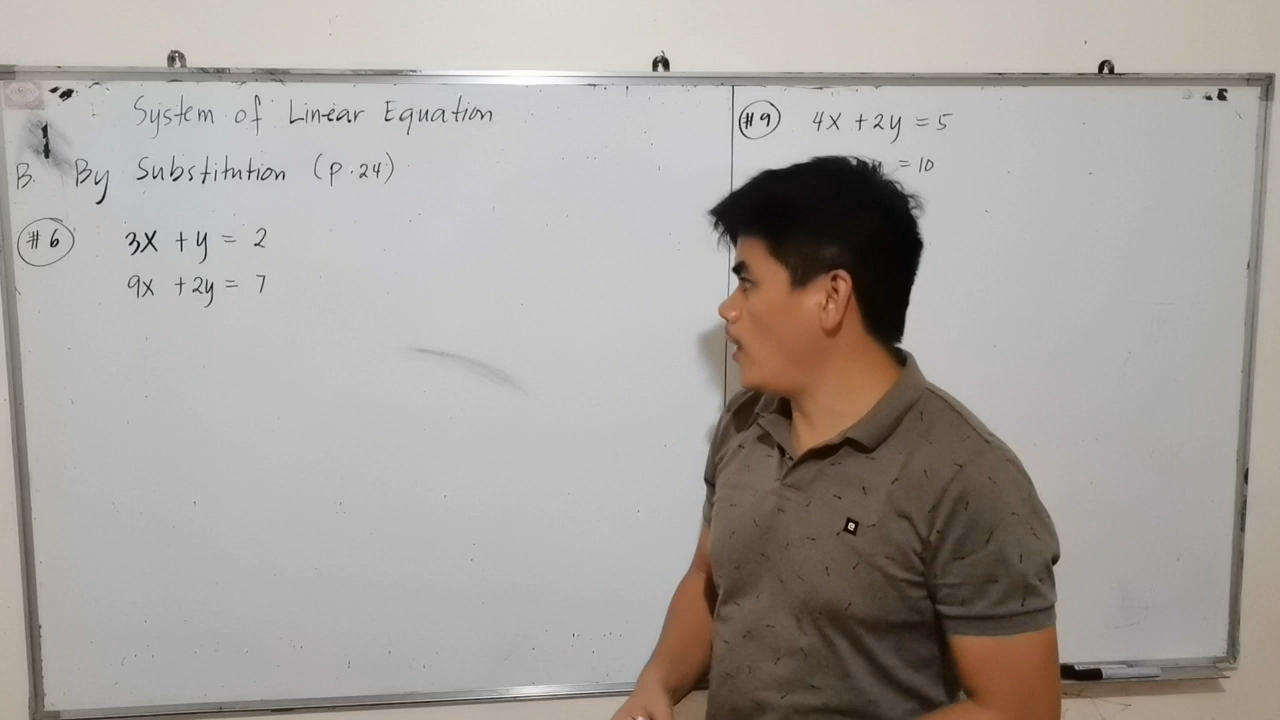 System of Linear Equation
B. By Substitution (p.24)
#6 3x + y = 2
9x + 2y = 7
#9 4x + 2y = 5
= 10
e